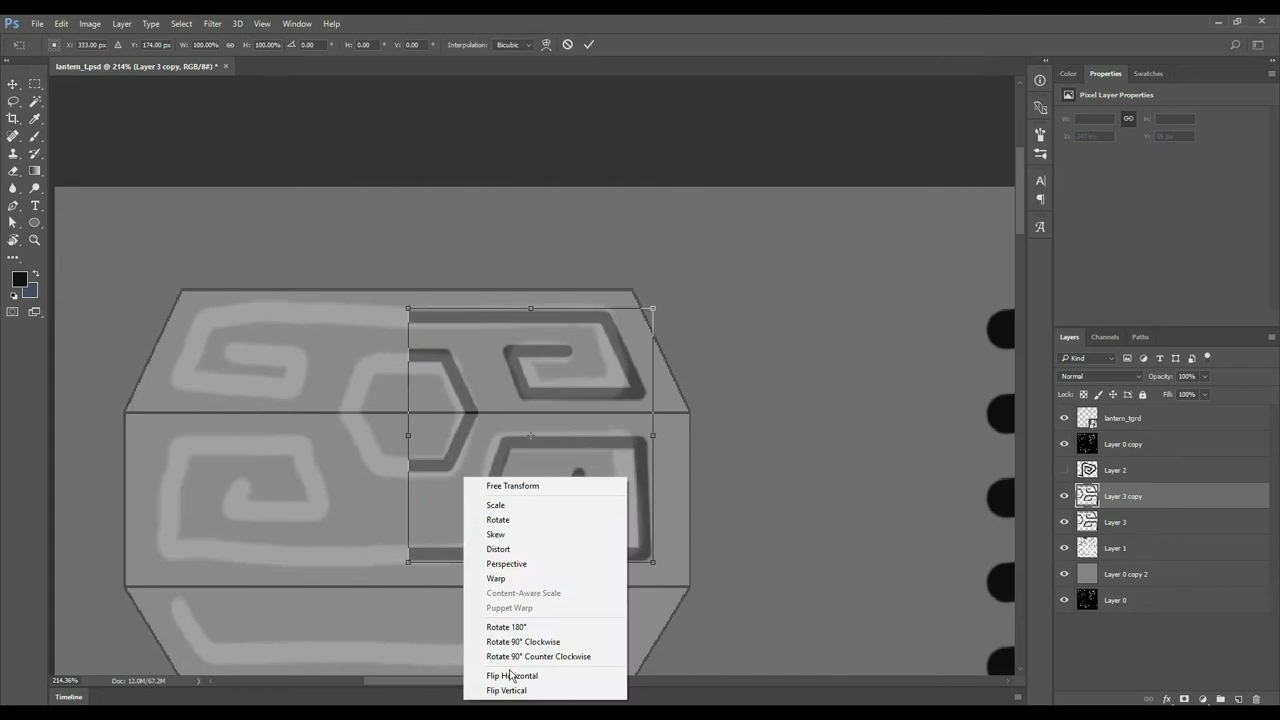 Ps File Edit Image Layer Type Select Filter 3D View Window Help
X: 333.00 px Y: 174.00 px W: 100.00% H: 100.00% 0.00 ° H: 0.00 ° V: 0.00 ° Interpolation: Bicubic
lantern_t.psd @ 214% (Layer 3 copy, RGB/8#) * ×
Color Properties Swatches
Pixel Layer Properties
W: H:
X: Y:
Free Transform
Scale
Rotate
Skew
Distort
Perspective
Warp
Content-Aware Scale
Puppet Warp
Rotate 180°
Rotate 90° Clockwise
Rotate 90° Counter Clockwise
Flip Horizontal
Flip Vertical
Layers Channels Paths
Kind
Normal Opacity: 100%
Lock: Fill: 100%
lantern_tgrd
Layer 0 copy
Layer 2
Layer 3 copy
Layer 3
Layer 1
Layer 0 copy 2
Layer 0
214.36% Doc: 12.0M/67.2M
Timeline